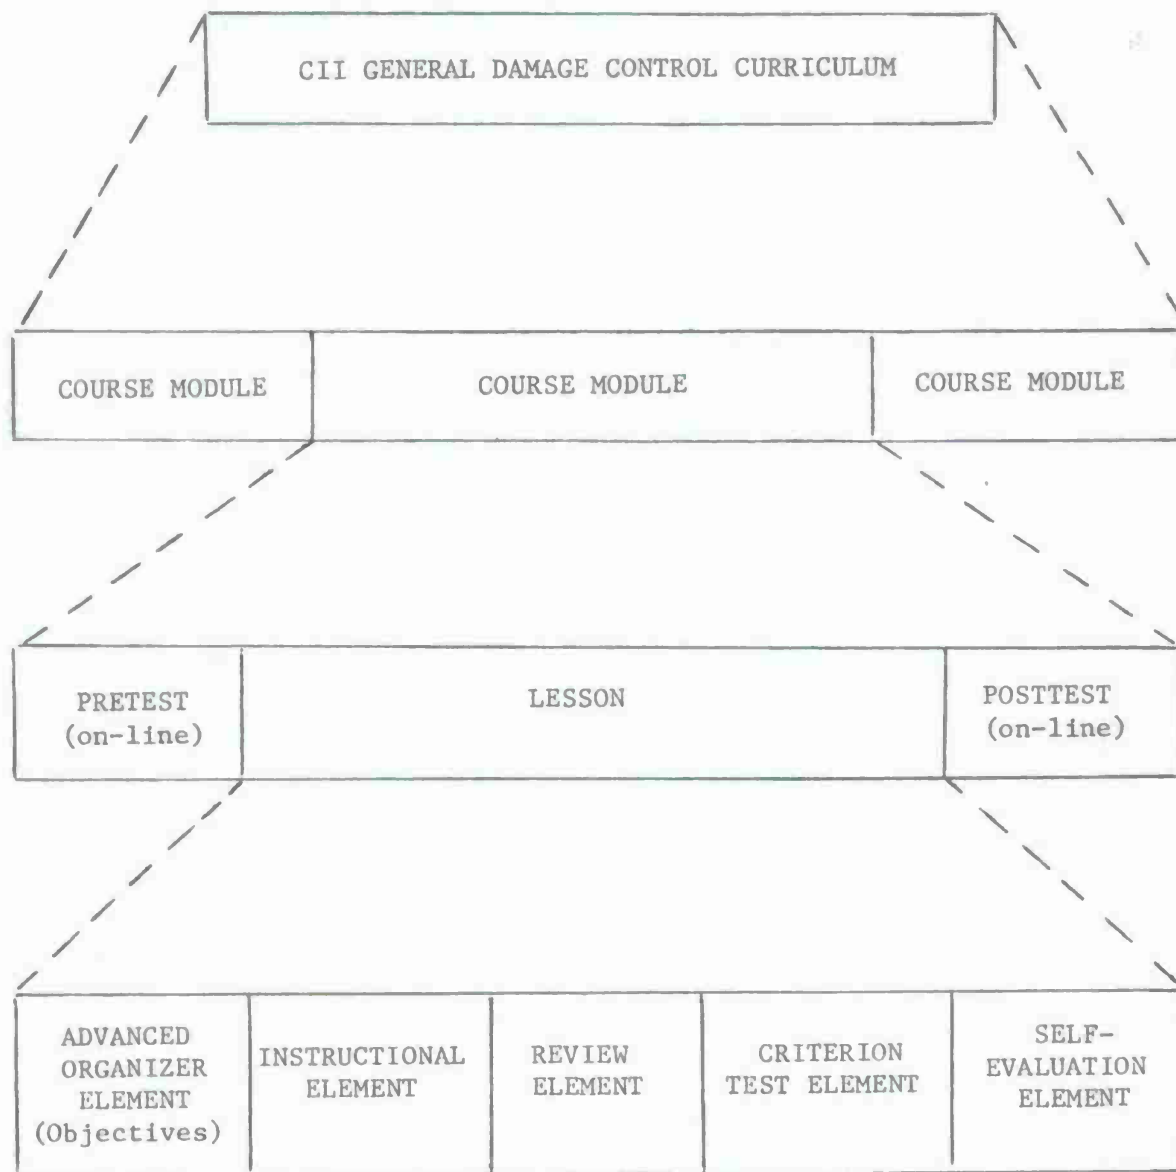 CII GENERAL DAMAGE CONTROL CURRICULUM
COURSE MODULE
COURSE MODULE
COURSE MODULE
PRETEST
(on-line)
LESSON
POSTTEST
(on-line)
ADVANCED
ORGANIZER
ELEMENT
(Objectives)
INSTRUCTIONAL
ELEMENT
REVIEW
ELEMENT
CRITERION
TEST ELEMENT
SELF-
EVALUATION
ELEMENT